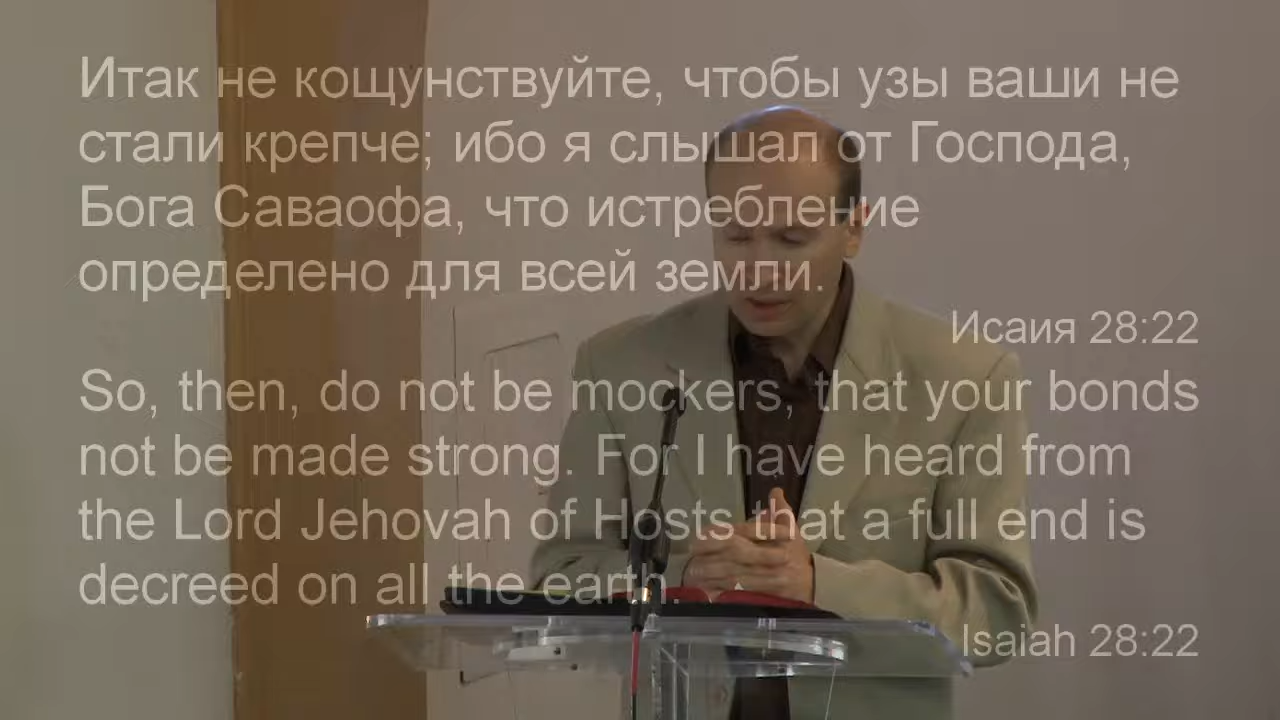 Итак не кощунствуйте, чтобы узы ваши не
стали крепче; ибо я слышал от Господа,
Бога Саваофа, что истребление
определено для всей земли.
Исаия 28:22
So, then, do not be mockers, that your bonds
not be made strong. For I have heard from
the Lord Jehovah of Hosts that a full end is
decreed on all the earth.
Isaiah 28:22